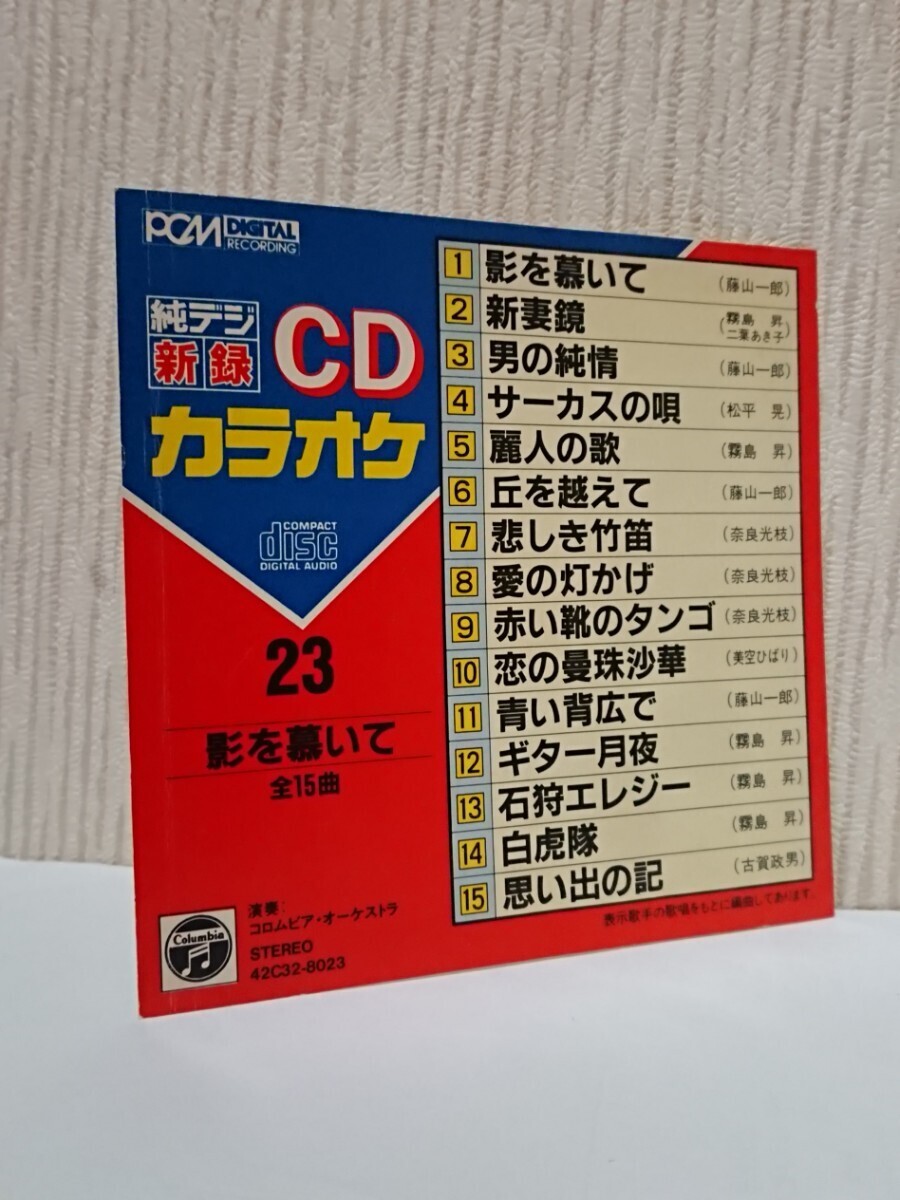 PCM DIGITAL RECORDING
純デジ
新録
CD
カラオケ
COMPACT
disc
DIGITAL AUDIO
23
影を慕いて
全15曲
Columbia
演奏:
コロムビア・オーケストラ
STEREO
42C32-8023
1 影を慕いて (藤山一郎)
2 新妻鏡 (霧島 昇 二葉あき子)
3 男の純情 (藤山一郎)
4 サーカスの唄 (松平 晃)
5 麗人の歌 (霧島 昇)
6 丘を越えて (藤山一郎)
7 悲しき竹笛 (奈良光枝)
8 愛の灯かげ (奈良光枝)
9 赤い靴のタンゴ (奈良光枝)
10 恋の曼珠沙華 (美空ひばり)
11 青い背広で (藤山一郎)
12 ギター月夜 (霧島 昇)
13 石狩エレジー (霧島 昇)
14 白虎隊 (霧島 昇)
15 思い出の記 (古賀政男)
表示歌手の歌唱をもとに編曲してあります。